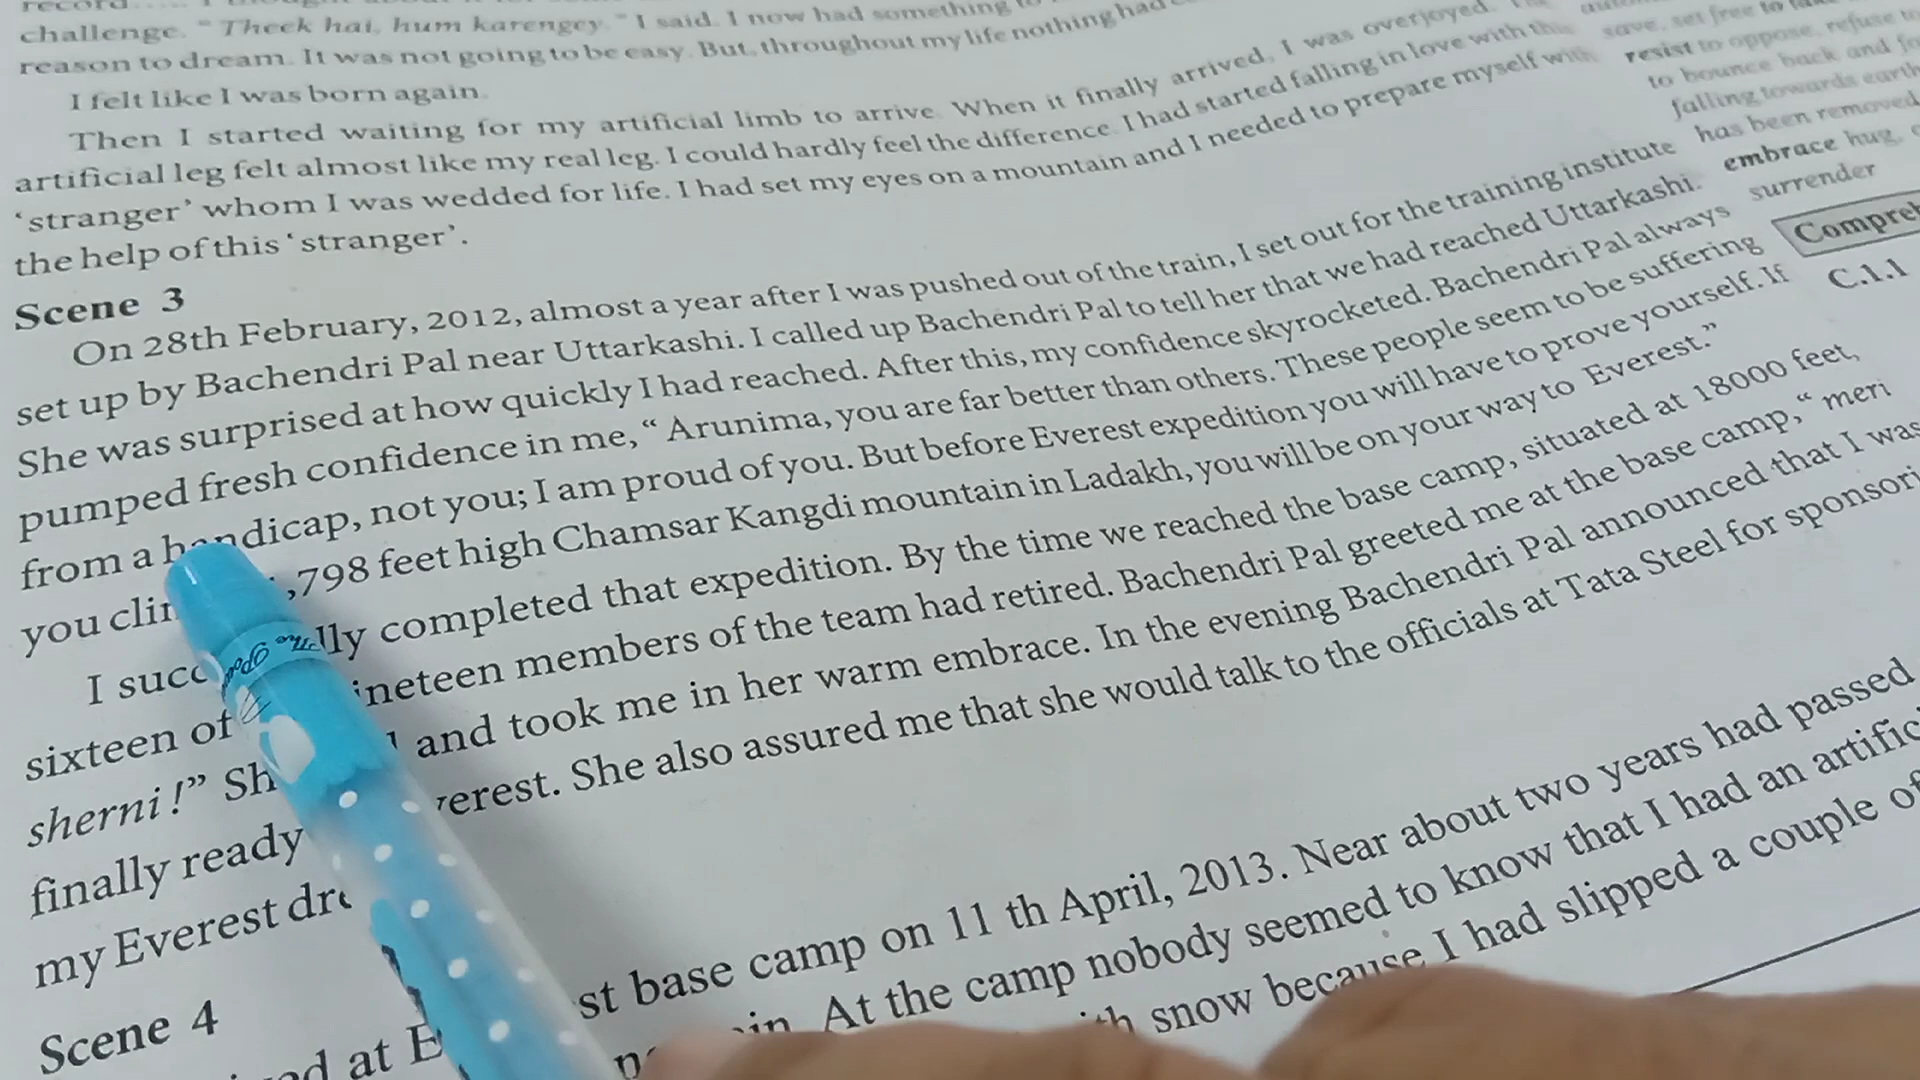 challenge. "Theek hai, hum karengey." I said. I now had something
reason to dream. It was not going to be easy. But, throughout my life nothing had
I felt like I was born again.
Then I started waiting for my artificial limb to arrive. When it finally arrived, I was overjoyed.
artificial leg felt almost like my real leg. I could hardly feel the difference. I had started falling in love with this
'stranger' whom I was wedded for life. I had set my eyes on a mountain and I needed to prepare myself with
the help of this 'stranger'.
Scene 3
On 28th February, 2012, almost a year after I was pushed out of the train, I set out for the training institute
set up by Bachendri Pal near Uttarkashi. I called up Bachendri Pal to tell her that we had reached Uttarkashi.
She was surprised at how quickly I had reached. After this, my confidence skyrocketed. Bachendri Pal always
pumped fresh confidence in me, " Arunima, you are far better than others. These people seem to be suffering
from a handicap, not you; I am proud of you. But before Everest expedition you will have to prove yourself. If
you ,798 feet high Chamsar Kangdi mountain in Ladakh, you will be on your way to Everest."
I completed that expedition. By the time we reached the base camp, situated at 18000 feet,
sixteen of nineteen members of the team had retired. Bachendri Pal greeted me at the base camp," meri
sherni!" and took me in her warm embrace. In the evening Bachendri Pal announced that I was
finally ready Everest. She also assured me that she would talk to the officials at Tata Steel for
my Everest
Scene 4
at base camp on 11 th April, 2013. Near about two years had passed
At the camp nobody seemed to know that I had an
snow because I had slipped a couple of
save, set free to
resist to oppose, refuse to
to bounce back and
falling towards earth
has been removed
embrace hug,
surrender
C.1.1